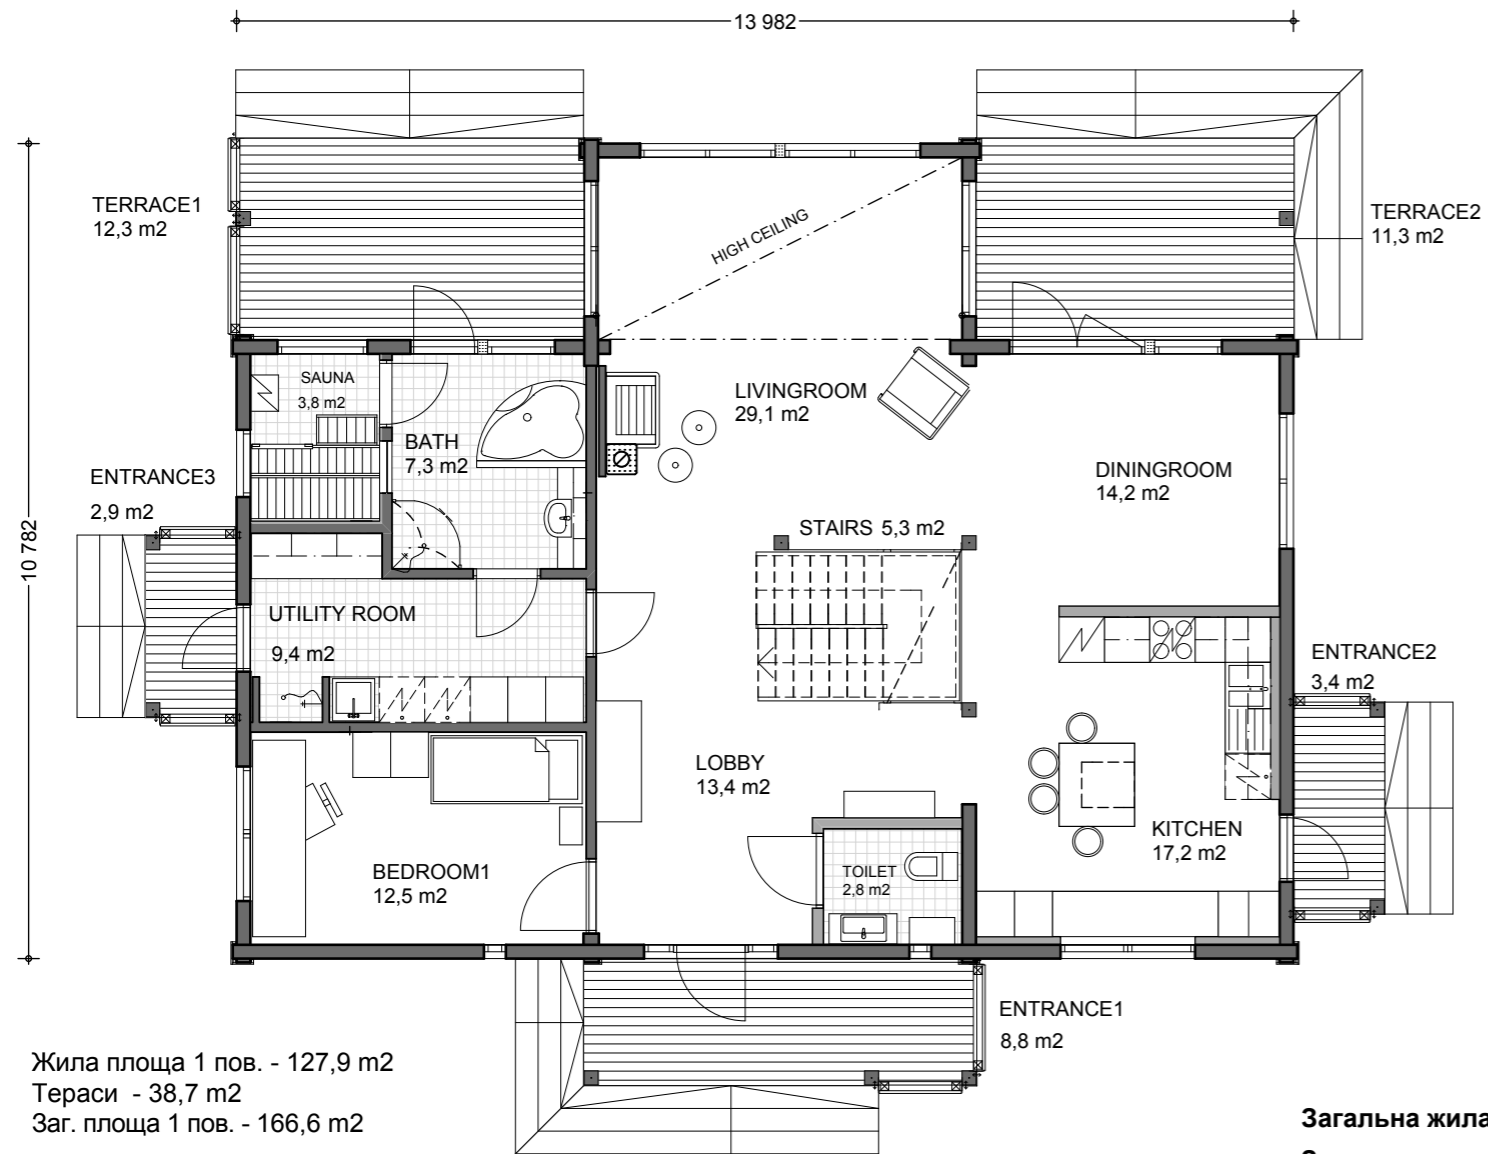 13 982
10 782
TERRACE1
12,3 m2
HIGH CEILING
TERRACE2
11,3 m2
SAUNA
3,8 m2
BATH
7,3 m2
LIVINGROOM
29,1 m2
DININGROOM
14,2 m2
ENTRANCE3
2,9 m2
STAIRS 5,3 m2
UTILITY ROOM
9,4 m2
ENTRANCE2
3,4 m2
LOBBY
13,4 m2
KITCHEN
17,2 m2
BEDROOM1
12,5 m2
TOILET
2,8 m2
ENTRANCE1
8,8 m2
Жила площа 1 пов. - 127,9 m2
Тераси - 38,7 m2
Заг. площа 1 пов. - 166,6 m2
Загальна жила